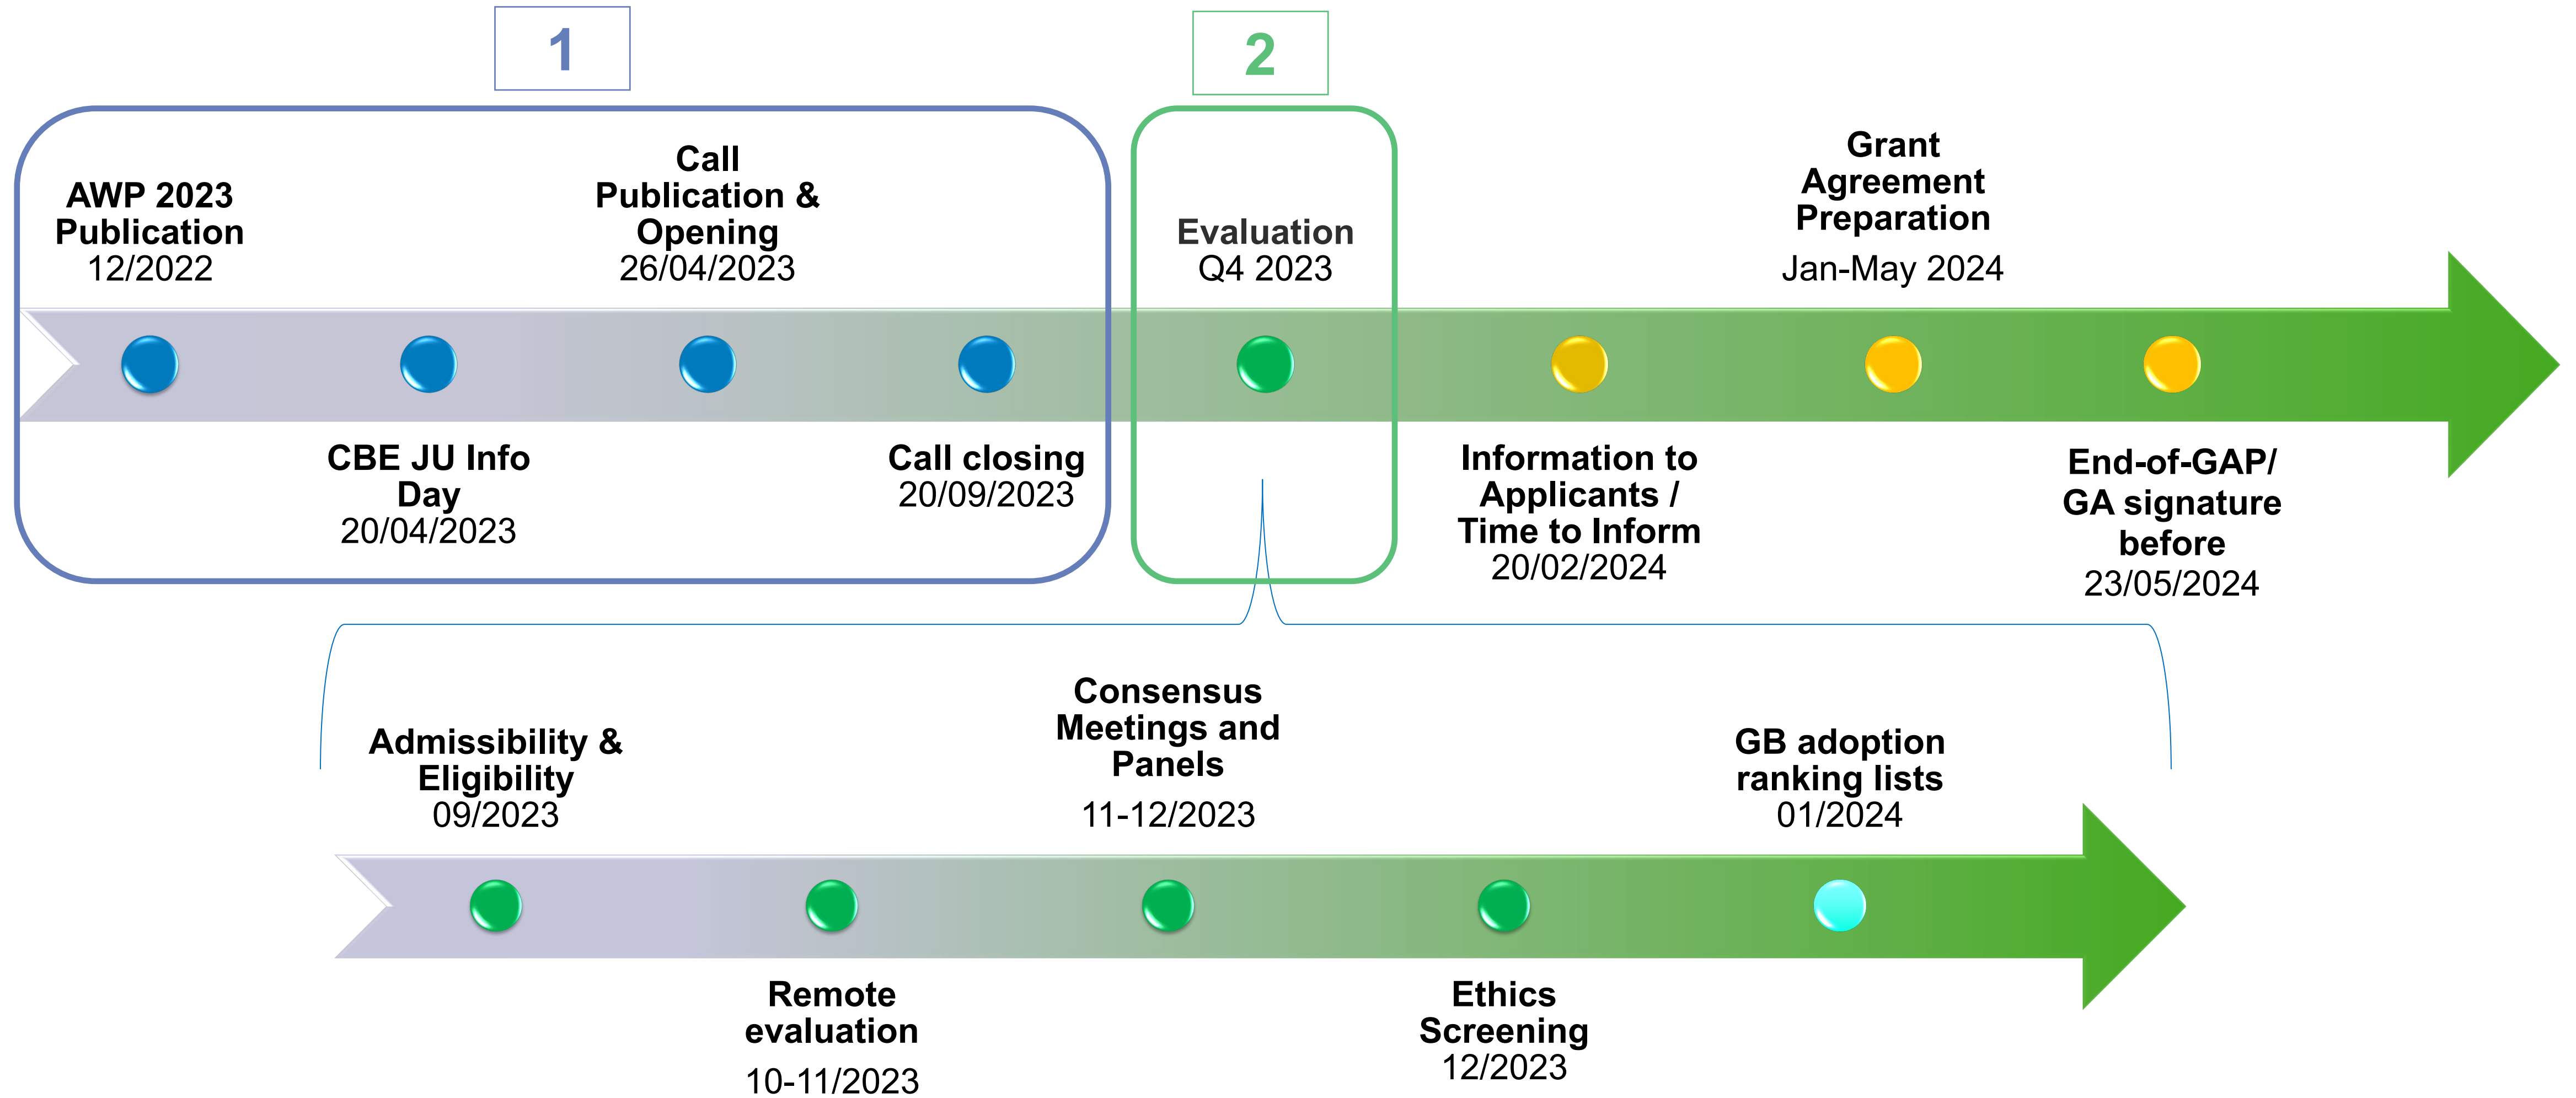 1
2
AWP 2023
Publication
12/2022
Call
Publication &
Opening
26/04/2023
Evaluation
Q4 2023
Grant
Agreement
Preparation
Jan-May 2024
CBE JU Info
Day
20/04/2023
Call closing
20/09/2023
Information to
Applicants /
Time to Inform
20/02/2024
End-of-GAP/
GA signature
before
23/05/2024
Admissibility &
Eligibility
09/2023
Consensus
Meetings and
Panels
11-12/2023
GB adoption
ranking lists
01/2024
Remote
evaluation
10-11/2023
Ethics
Screening
12/2023